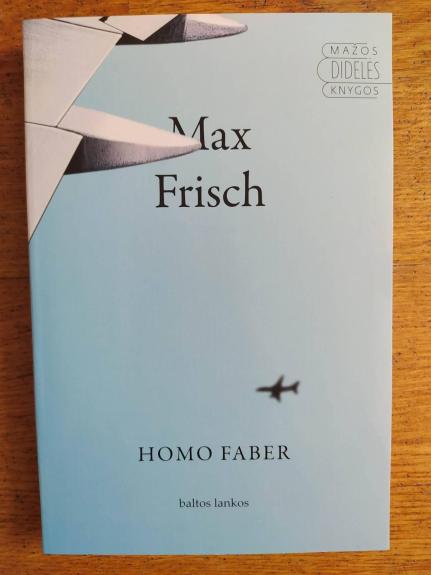 MAŽOS
DIDELĖS
KNYGOS
Max
Frisch
HOMO FABER
baltos lankos